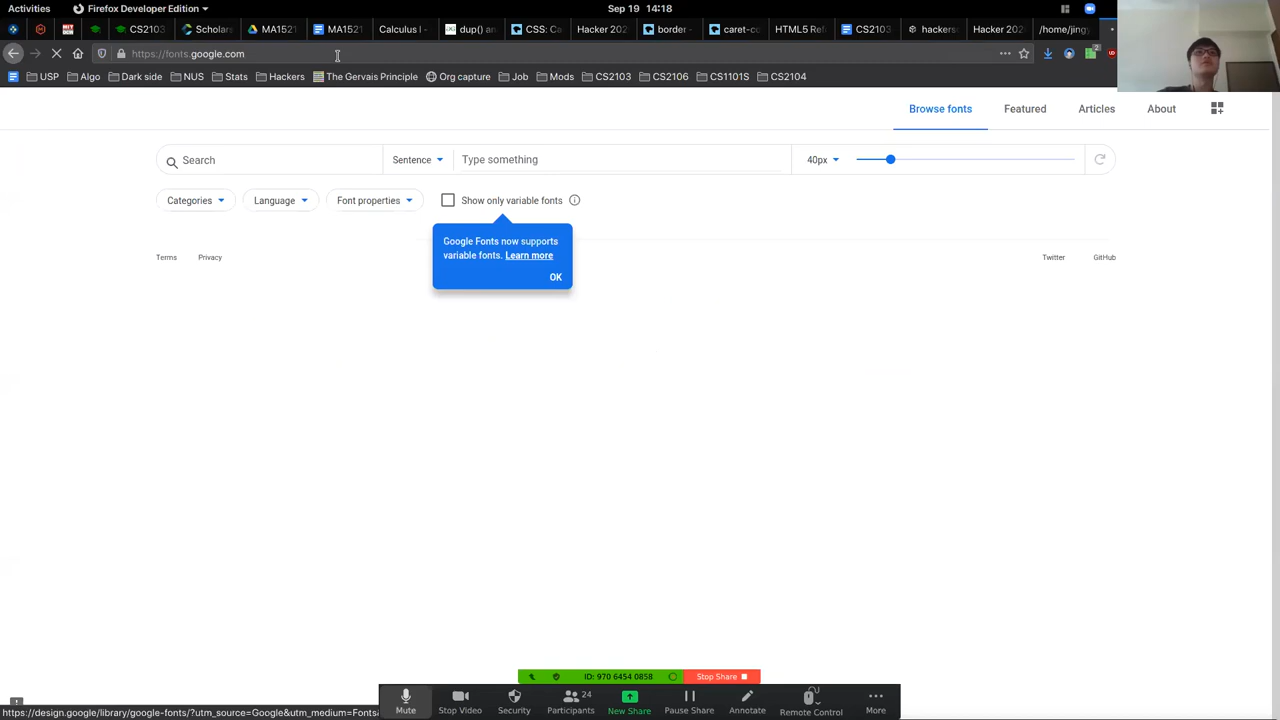 Activities
Firefox Developer Edition
Sep 19 14:18
CS2103
Scholars
MA1521
MA1521
Calculus I -
dup() an
CSS: Ca
Hacker 202
border -
caret-co
HTML5 Re
CS2103
hackers
Hacker 202
/home/jingy
https://fonts.google.com
USP
Algo
Dark side
NUS
Stats
Hackers
The Gervais Principle
Org capture
Job
Mods
CS2103
CS2106
CS1101S
CS2104
Browse fonts
Featured
Articles
About
Search
Sentence
Type something
40px
Categories
Language
Font properties
Show only variable fonts
Google Fonts now supports
variable fonts. Learn more
OK
Terms
Privacy
Twitter
GitHub
ID: 970 6454 0858
Stop Share
Mute
Stop Video
Security
Participants
24
New Share
Pause Share
Annotate
Remote Control
More
https://design.google/library/google-fonts/?utm_source=Google&utm_medium=Fonts